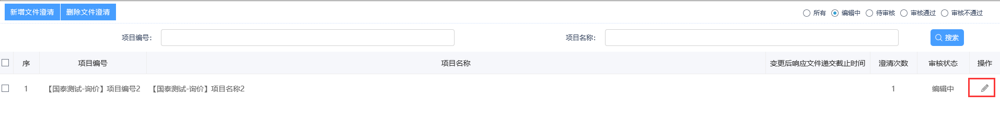 新增文件澄清 删除文件澄清 所有 编辑中 待审核 审核通过 审核不通过
项目编号： 项目名称： 搜索
序 项目编号 项目名称 变更后响应文件递交截止时间 澄清次数 审核状态 操作
1 【国泰测试-询价】项目编号2 【国泰测试-询价】项目名称2 1 编辑中